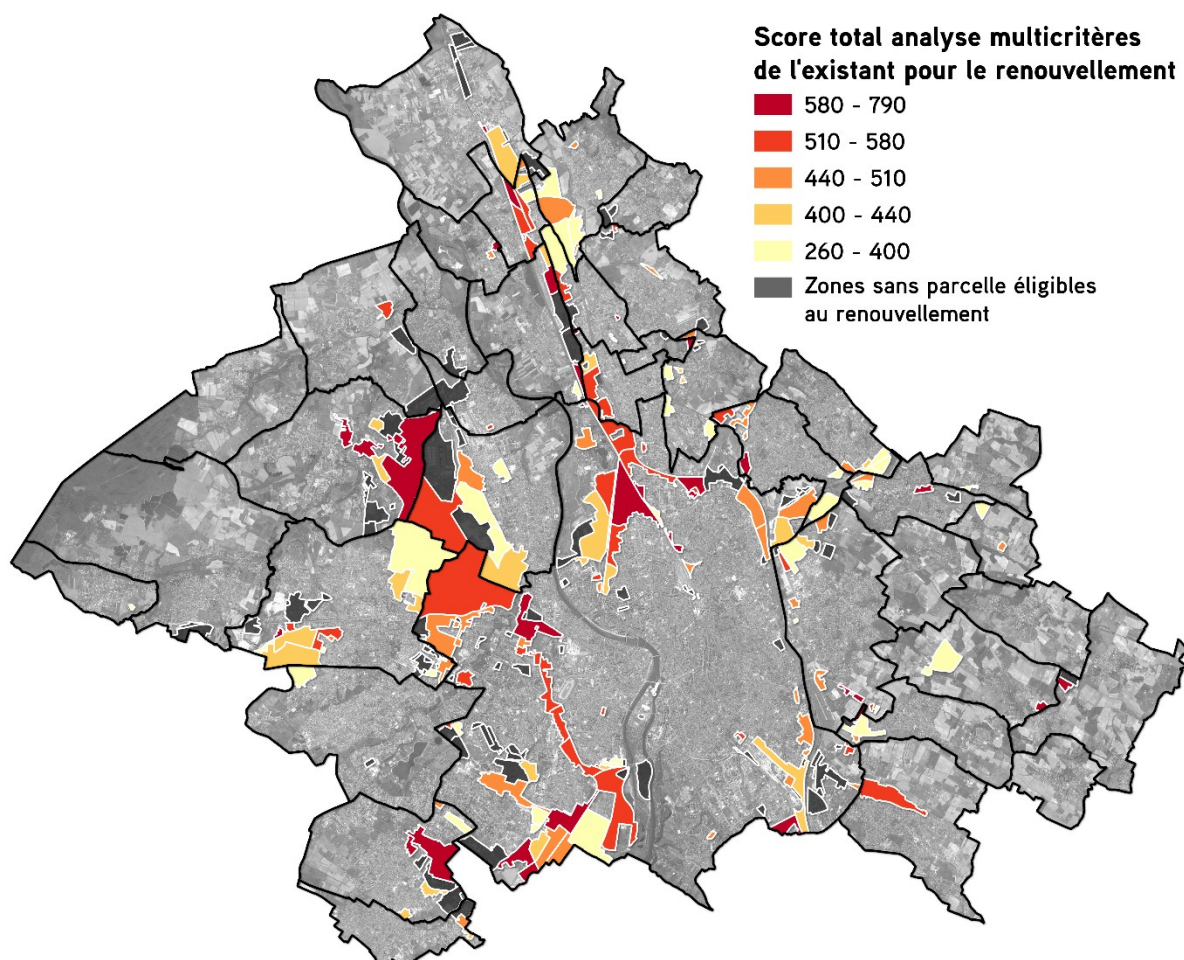 Score total analyse multicritères
de l'existant pour le renouvellement
580 - 790
510 - 580
440 - 510
400 - 440
260 - 400
Zones sans parcelle éligibles
au renouvellement